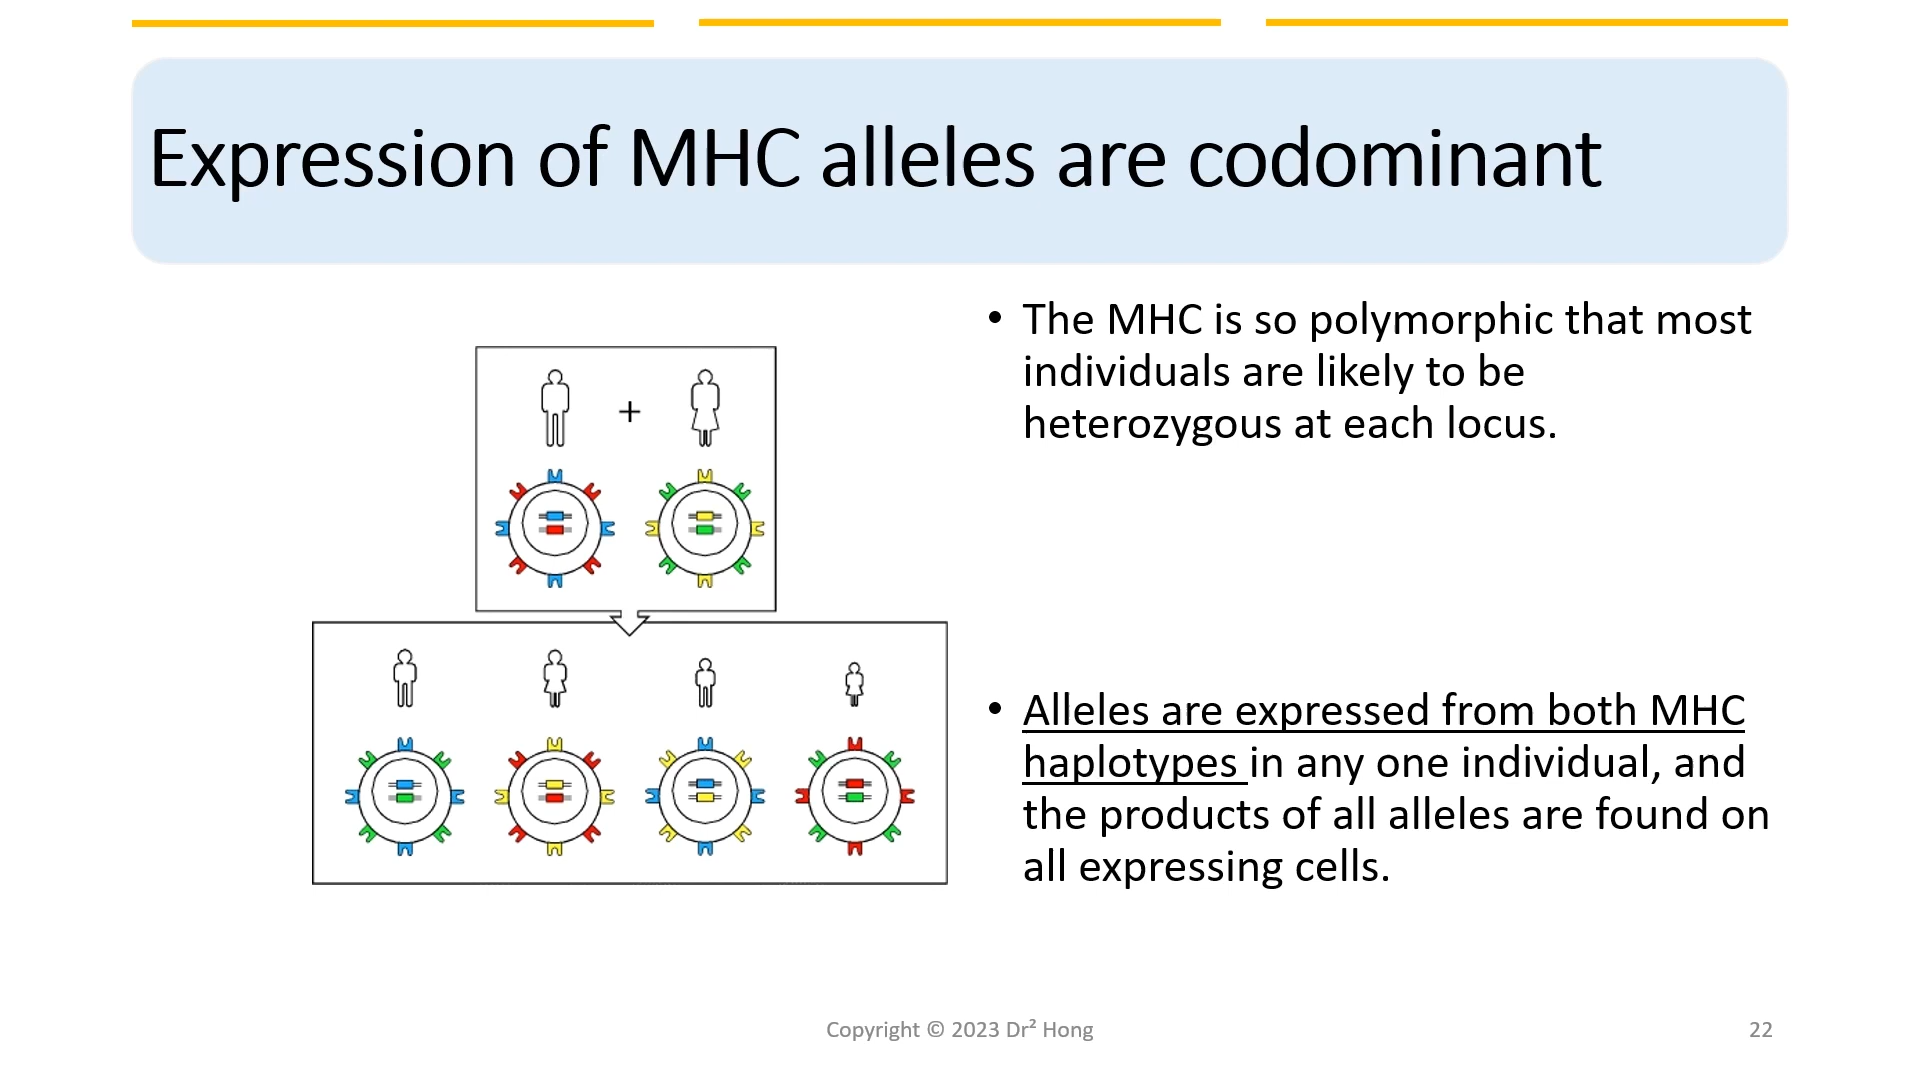 Expression of MHC alleles are codominant
• The MHC is so polymorphic that most
individuals are likely to be
heterozygous at each locus.
+
• Alleles are expressed from both MHC
haplotypes in any one individual, and
the products of all alleles are found on
all expressing cells.
Copyright © 2023 Dr² Hong
22